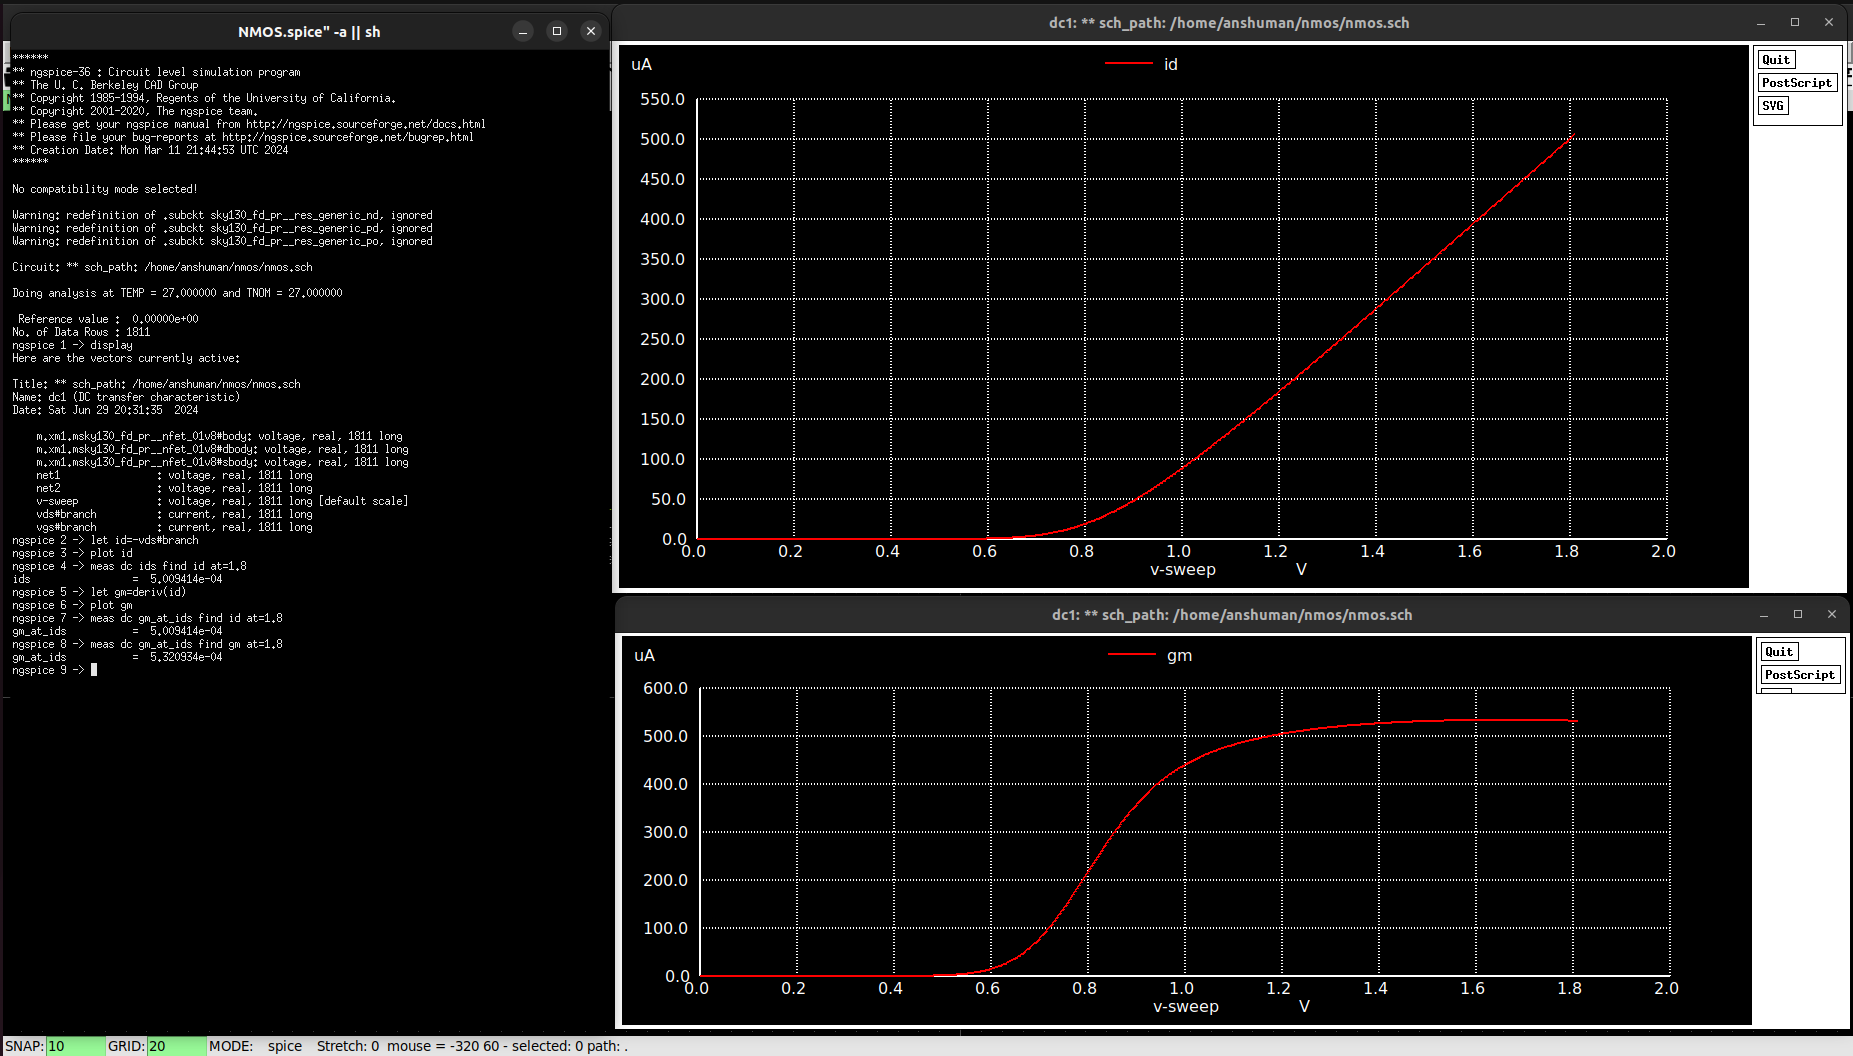 NMOS.spice" -a || sh
******
** ngspice-36 : Circuit level simulation program
** The U. C. Berkeley CAD Group
** Copyright 1985-1994, Regents of the University of California.
** Copyright 2001-2020, The ngspice team.
** Please get your ngspice manual from http://ngspice.sourceforge.net/docs.html
** Please file your bug-reports at http://ngspice.sourceforge.net/bugrep.html
** Creation Date: Mon Mar 11 21:44:53 UTC 2024
******
No compatibility mode selected!
Warning: redefinition of .subckt sky130_fd_pr__res_generic_nd, ignored
Warning: redefinition of .subckt sky130_fd_pr__res_generic_pd, ignored
Warning: redefinition of .subckt sky130_fd_pr__res_generic_po, ignored
Circuit: ** sch_path: /home/anshuman/nmos/nmos.sch
Doing analysis at TEMP = 27.000000 and TNOM = 27.000000
Reference value :  0.00000e+00
No. of Data Rows : 1811
ngspice 1 -> display
Here are the vectors currently active:
Title: ** sch_path: /home/anshuman/nmos/nmos.sch
Name: dc1 (DC transfer characteristic)
Date: Sat Jun 29 20:31:35  2024
m.xm1.msky130_fd_pr__nfet_01v8#body: voltage, real, 1811 long
m.xm1.msky130_fd_pr__nfet_01v8#dbody: voltage, real, 1811 long
m.xm1.msky130_fd_pr__nfet_01v8#sbody: voltage, real, 1811 long
net1 : voltage, real, 1811 long
net2 : voltage, real, 1811 long
v-sweep : voltage, real, 1811 long [default scale]
vds#branch : current, real, 1811 long
vgs#branch : current, real, 1811 long
ngspice 2 -> let id=-vds#branch
ngspice 3 -> plot id
ngspice 4 -> meas dc ids find id at=1.8
ids = 5.009414e-04
ngspice 5 -> let gm=deriv(id)
ngspice 6 -> plot gm
ngspice 7 -> meas dc gm_at_ids find id at=1.8
gm_at_ids = 5.009414e-04
ngspice 8 -> meas dc gm_at_ids find gm at=1.8
gm_at_ids = 5.320934e-04
ngspice 9 ->
dc1: ** sch_path: /home/anshuman/nmos/nmos.sch
uA id
550.0
500.0
450.0
400.0
350.0
300.0
250.0
200.0
150.0
100.0
50.0
0.0
0.0 0.2 0.4 0.6 0.8 1.0 1.2 1.4 1.6 1.8 2.0
v-sweep V
Quit
PostScript
SVG
dc1: ** sch_path: /home/anshuman/nmos/nmos.sch
uA gm
600.0
500.0
400.0
300.0
200.0
100.0
0.0
0.0 0.2 0.4 0.6 0.8 1.0 1.2 1.4 1.6 1.8 2.0
v-sweep V
Quit
PostScript
SNAP: 10 GRID: 20 MODE: spice Stretch: 0 mouse = -320 60 - selected: 0 path: .